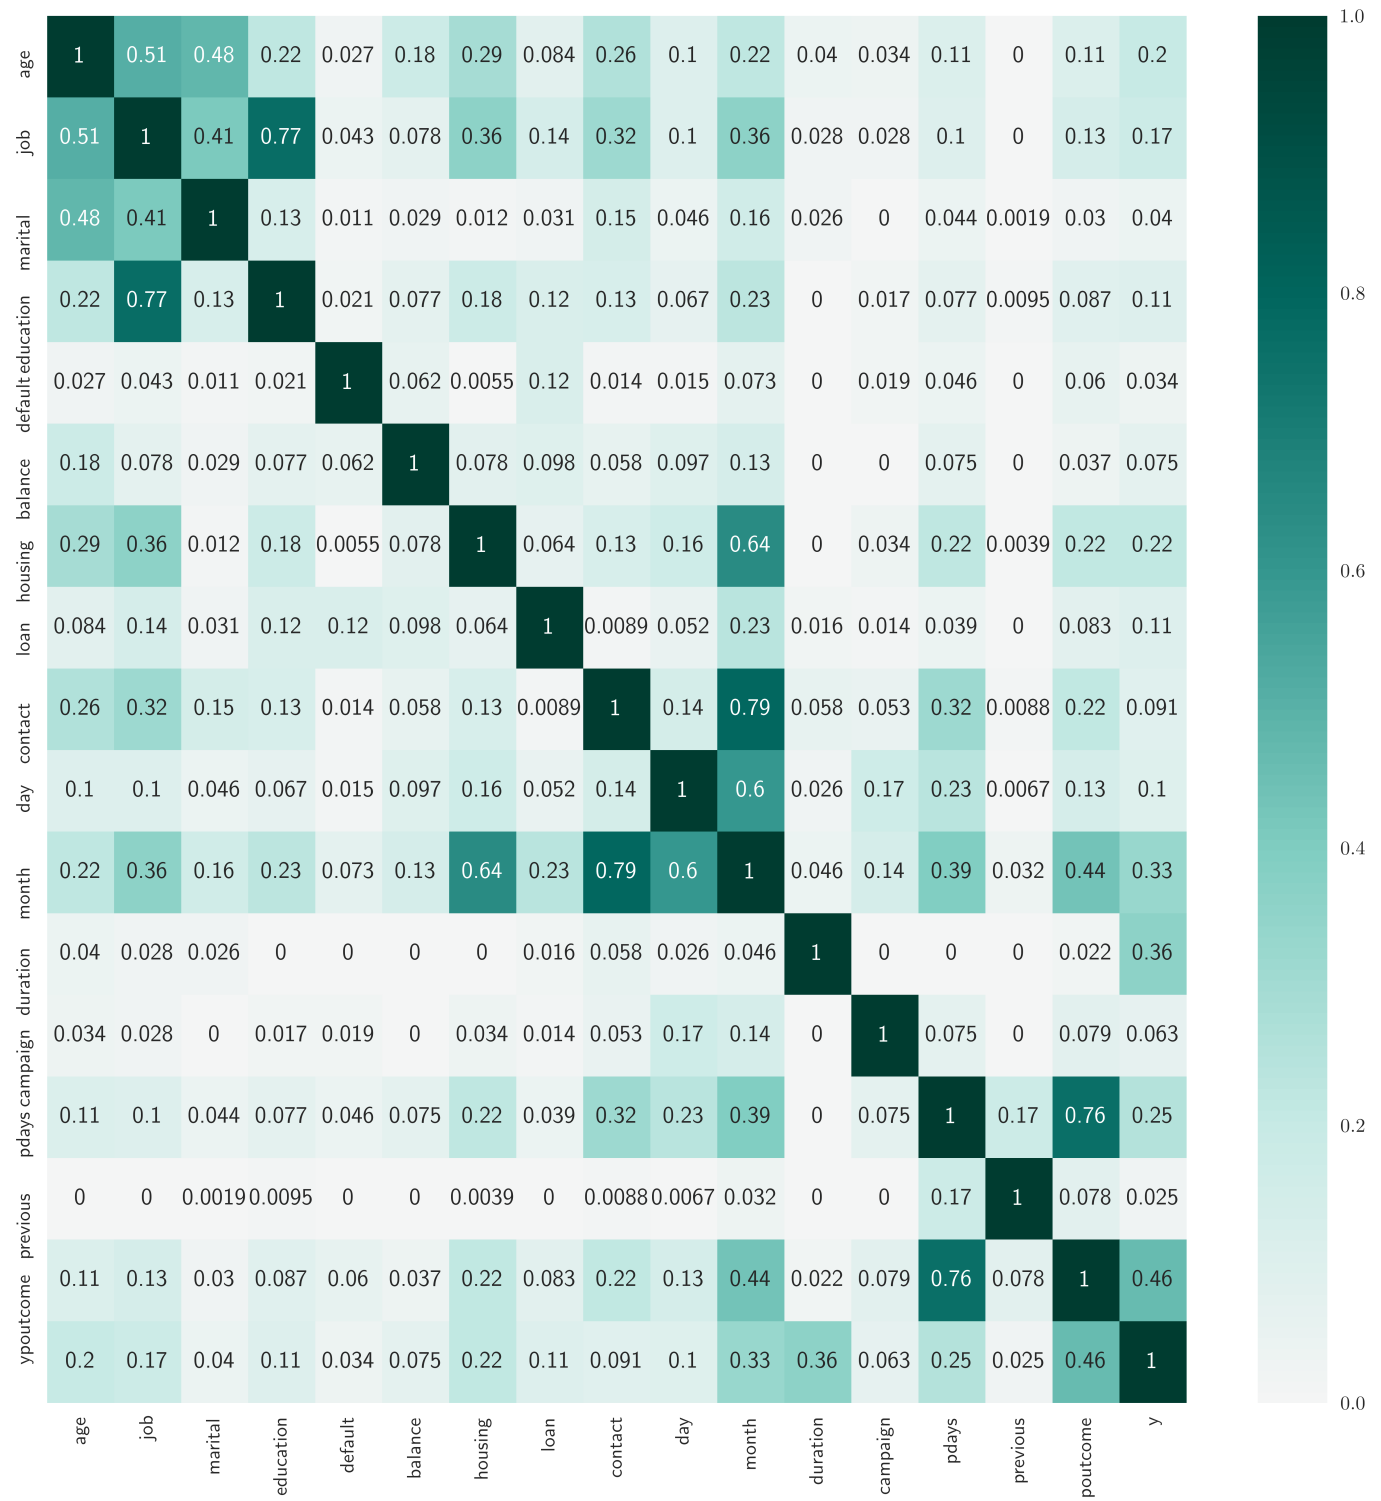 age 1 0.51 0.48 0.22 0.027 0.18 0.29 0.084 0.26 0.1 0.22 0.04 0.034 0.11 0 0.11 0.2
job 0.51 1 0.41 0.77 0.043 0.078 0.36 0.14 0.32 0.1 0.36 0.028 0.028 0.1 0 0.13 0.17
marital 0.48 0.41 1 0.13 0.011 0.029 0.012 0.031 0.15 0.046 0.16 0.026 0 0.044 0.0019 0.03 0.04
education 0.22 0.77 0.13 1 0.021 0.077 0.18 0.12 0.13 0.067 0.23 0 0.017 0.077 0.0095 0.087 0.11
default 0.027 0.043 0.011 0.021 1 0.062 0.0055 0.12 0.014 0.015 0.073 0 0.019 0.046 0 0.06 0.034
balance 0.18 0.078 0.029 0.077 0.062 1 0.078 0.098 0.058 0.097 0.13 0 0 0.075 0 0.037 0.075
housing 0.29 0.36 0.012 0.18 0.0055 0.078 1 0.064 0.13 0.16 0.64 0 0.034 0.22 0.0039 0.22 0.22
loan 0.084 0.14 0.031 0.12 0.12 0.098 0.064 1 0.0089 0.052 0.23 0.016 0.014 0.039 0 0.083 0.11
contact 0.26 0.32 0.15 0.13 0.014 0.058 0.13 0.0089 1 0.14 0.79 0.058 0.053 0.32 0.0088 0.22 0.091
day 0.1 0.1 0.046 0.067 0.015 0.097 0.16 0.052 0.14 1 0.6 0.026 0.17 0.23 0.0067 0.13 0.1
month 0.22 0.36 0.16 0.23 0.073 0.13 0.64 0.23 0.79 0.6 1 0.046 0.14 0.39 0.032 0.44 0.33
duration 0.04 0.028 0.026 0 0 0 0 0.016 0.058 0.026 0.046 1 0 0 0 0.022 0.36
campaign 0.034 0.028 0 0.017 0.019 0 0.034 0.014 0.053 0.17 0.14 0 1 0.075 0 0.079 0.063
pdays 0.11 0.1 0.044 0.077 0.046 0.075 0.22 0.039 0.32 0.23 0.39 0 0.075 1 0.17 0.76 0.25
previous 0 0 0.0019 0.0095 0 0 0.0039 0 0.0088 0.0067 0.032 0 0 0.17 1 0.078 0.025
poutcome 0.11 0.13 0.03 0.087 0.06 0.037 0.22 0.083 0.22 0.13 0.44 0.022 0.079 0.76 0.078 1 0.46
y 0.2 0.17 0.04 0.11 0.034 0.075 0.22 0.11 0.091 0.1 0.33 0.36 0.063 0.25 0.025 0.46 1
age job marital education default balance housing loan contact day month duration campaign pdays previous poutcome y
1.0
0.8
0.6
0.4
0.2
0.0